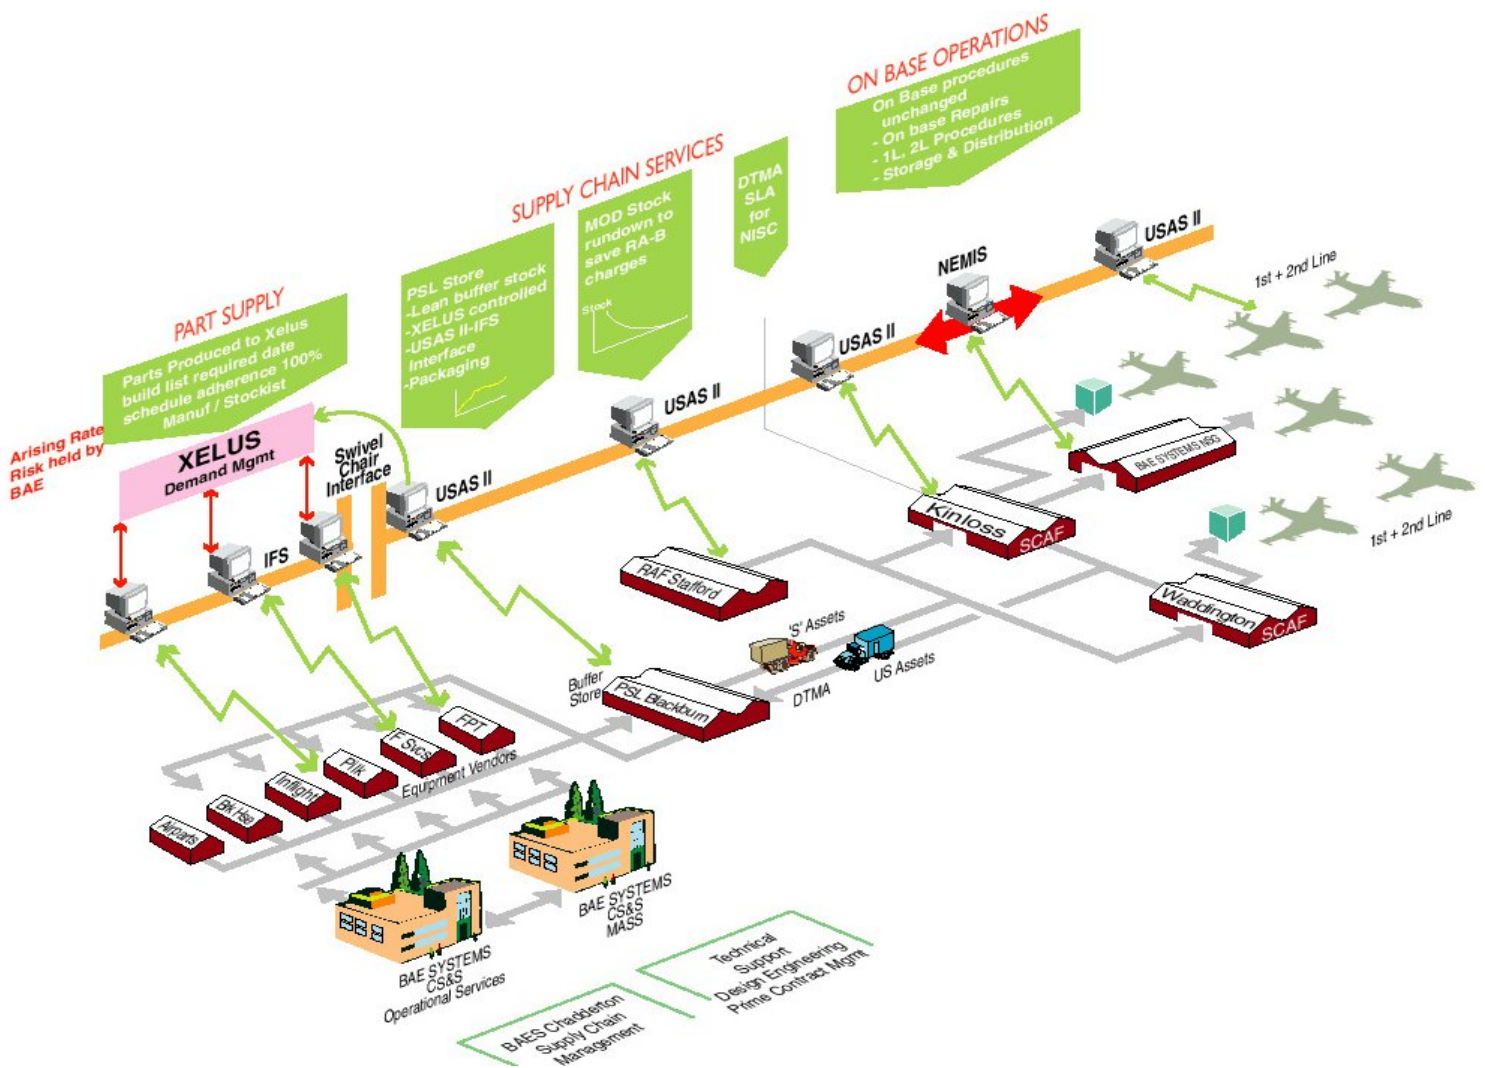 ON BASE OPERATIONS
On Base procedures
unchanged
- On base Repairs
- 1L, 2L Procedures
- Storage & Distribution
SUPPLY CHAIN SERVICES
PSL Store
-Lean buffer stock
-XELUS controlled
-USAS II-IFS
Interface
-Packaging
MOD Stock
rundown to
save RA-B
charges
Stock
DTMA
SLA
for
NISC
PART SUPPLY
Parts Produced to Xelus
build list required date
schedule adherence 100%
Manuf / Stockist
Arising Rate
Risk held by
BAE
XELUS
Demand Mgmt
Swivel
Chair
Interface
IFS
USAS II
USAS II
USAS II
NEMIS
USAS II
1st + 2nd Line
BAE SYSTEMS NSG
Kinloss
SCAF
1st + 2nd Line
Waddington
SCAF
RAF Stafford
'S' Assets
US Assets
DTMA
Buffer
Store
PSL Blackburn
FPT
IF Svcs
Pilk
Inflight
Bk Hse
Airparts
Equipment Vendors
BAE SYSTEMS
CS&S
MASS
BAE SYSTEMS
CS&S
Operational Services
Technical
Support
Design Engineering
Prime Contract Mgmt
BAES Chadderton
Supply Chain
Management